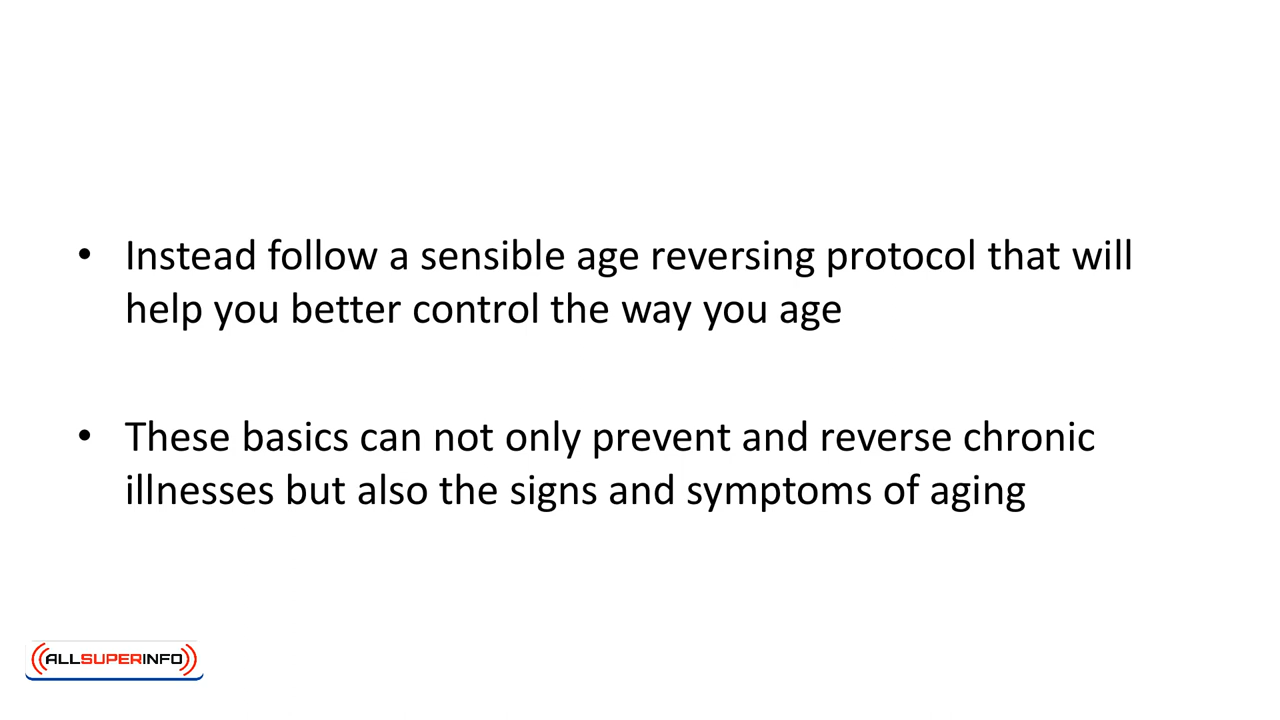 • Instead follow a sensible age reversing protocol that will
help you better control the way you age
• These basics can not only prevent and reverse chronic
illnesses but also the signs and symptoms of aging
ALLSUPERINFO